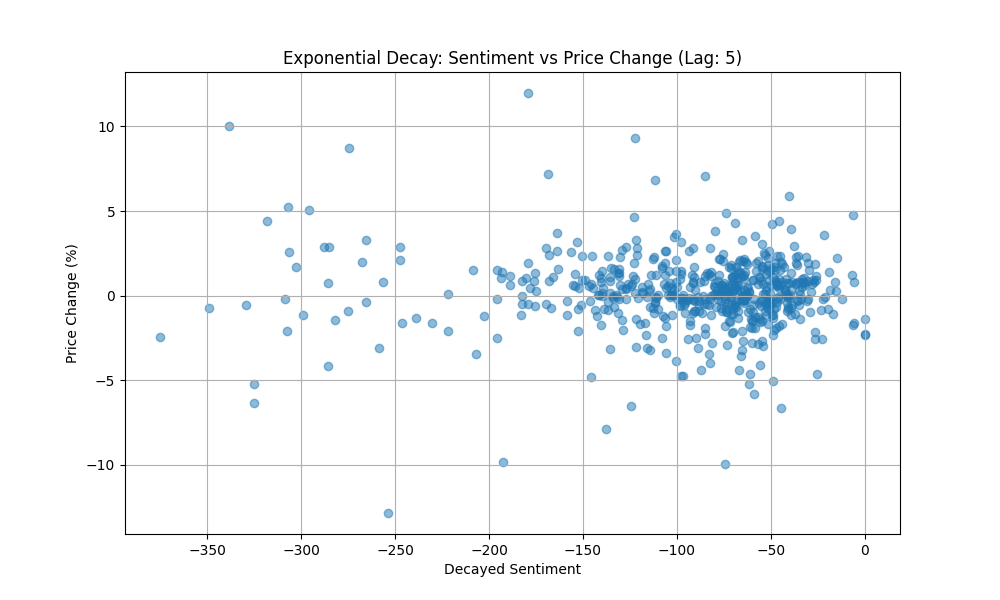 Exponential Decay: Sentiment vs Price Change (Lag: 5)
Price Change (%)
10
5
0
−5
−10
−350 −300 −250 −200 −150 −100 −50 0
Decayed Sentiment